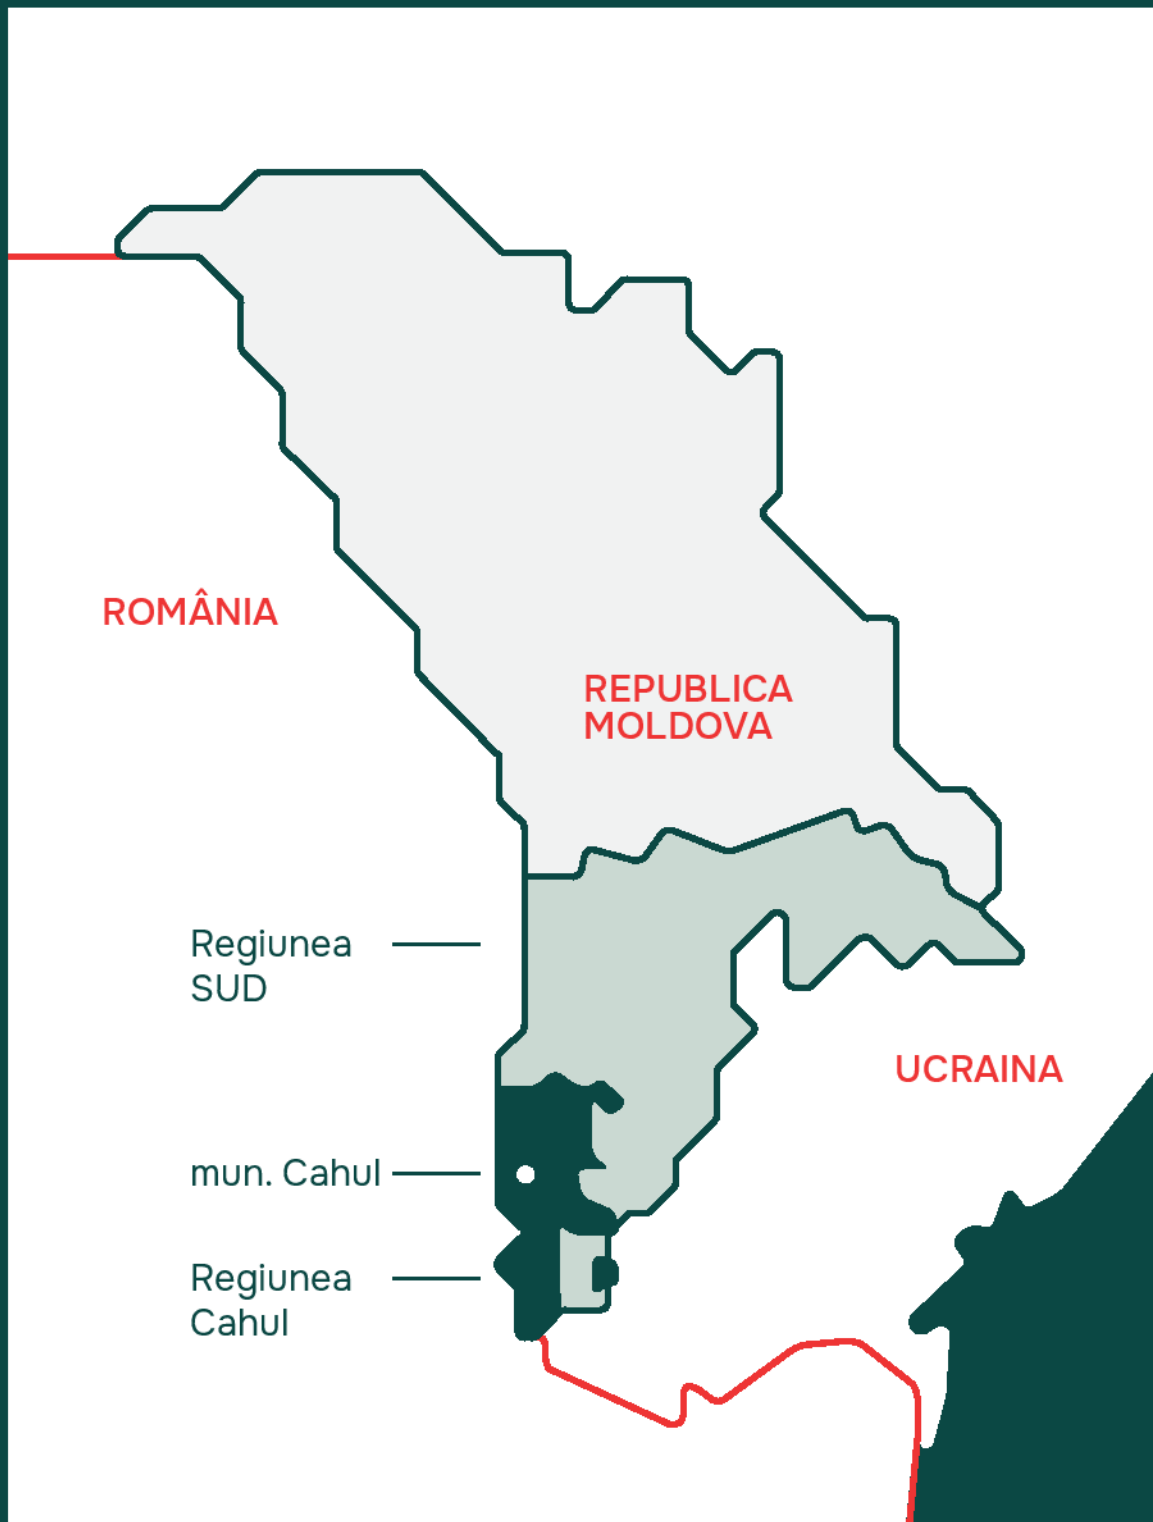 ROMÂNIA
REPUBLICA
MOLDOVA
Regiunea
SUD
UCRAINA
mun. Cahul
Regiunea
Cahul